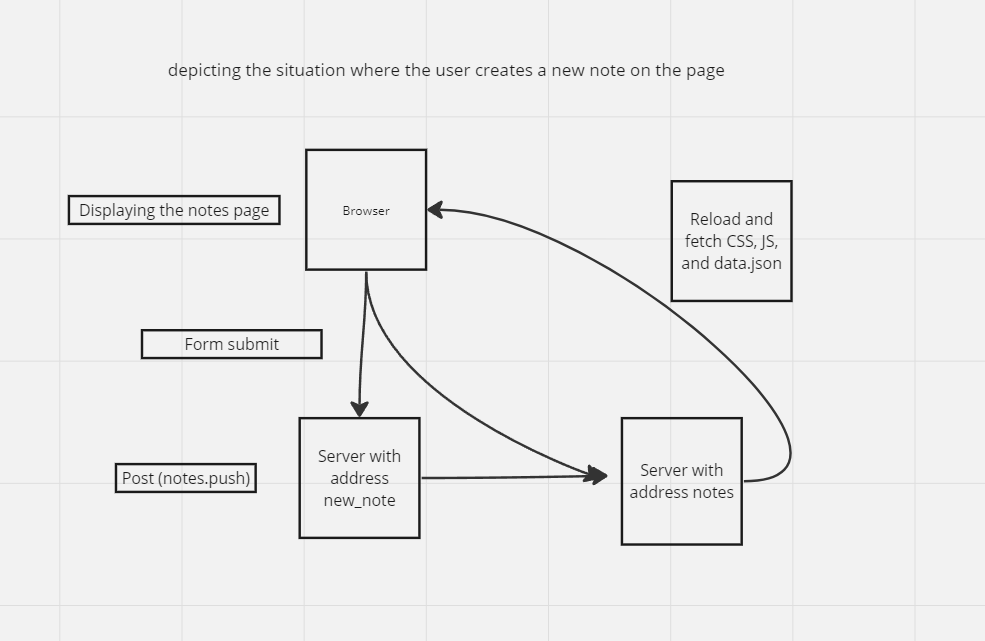 depicting the situation where the user creates a new note on the page
Displaying the notes page
Browser
Reload and
fetch CSS, JS,
and data.json
Form submit
Post (notes.push)
Server with
address
new_note
Server with
address notes